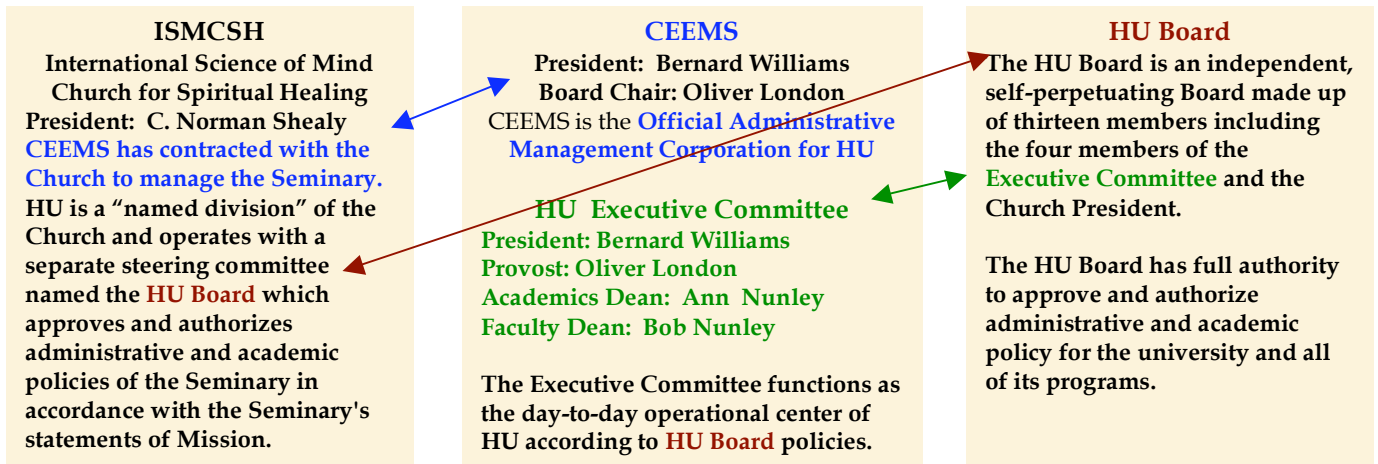 ISMCSH
International Science of Mind
Church for Spiritual Healing
President:  C. Norman Shealy
CEEMS has contracted with the
Church to manage the Seminary.
HU is a “named division” of the
Church and operates with a
separate steering committee
named the HU Board which
approves and authorizes
administrative and academic
policies of the Seminary in
accordance with the Seminary's
statements of Mission.
CEEMS
President:  Bernard Williams
Board Chair: Oliver London
CEEMS is the Official Administrative
Management Corporation for HU
HU  Executive Committee
President: Bernard Williams
Provost: Oliver London
Academics Dean:  Ann  Nunley
Faculty Dean:  Bob Nunley
The Executive Committee functions as
the day-to-day operational center of
HU according to HU Board policies.
HU Board
The HU Board is an independent,
self-perpetuating Board made up
of thirteen members including
the four members of the
Executive Committee and the
Church President.
The HU Board has full authority
to approve and authorize
administrative and academic
policy for the university and all
of its programs.